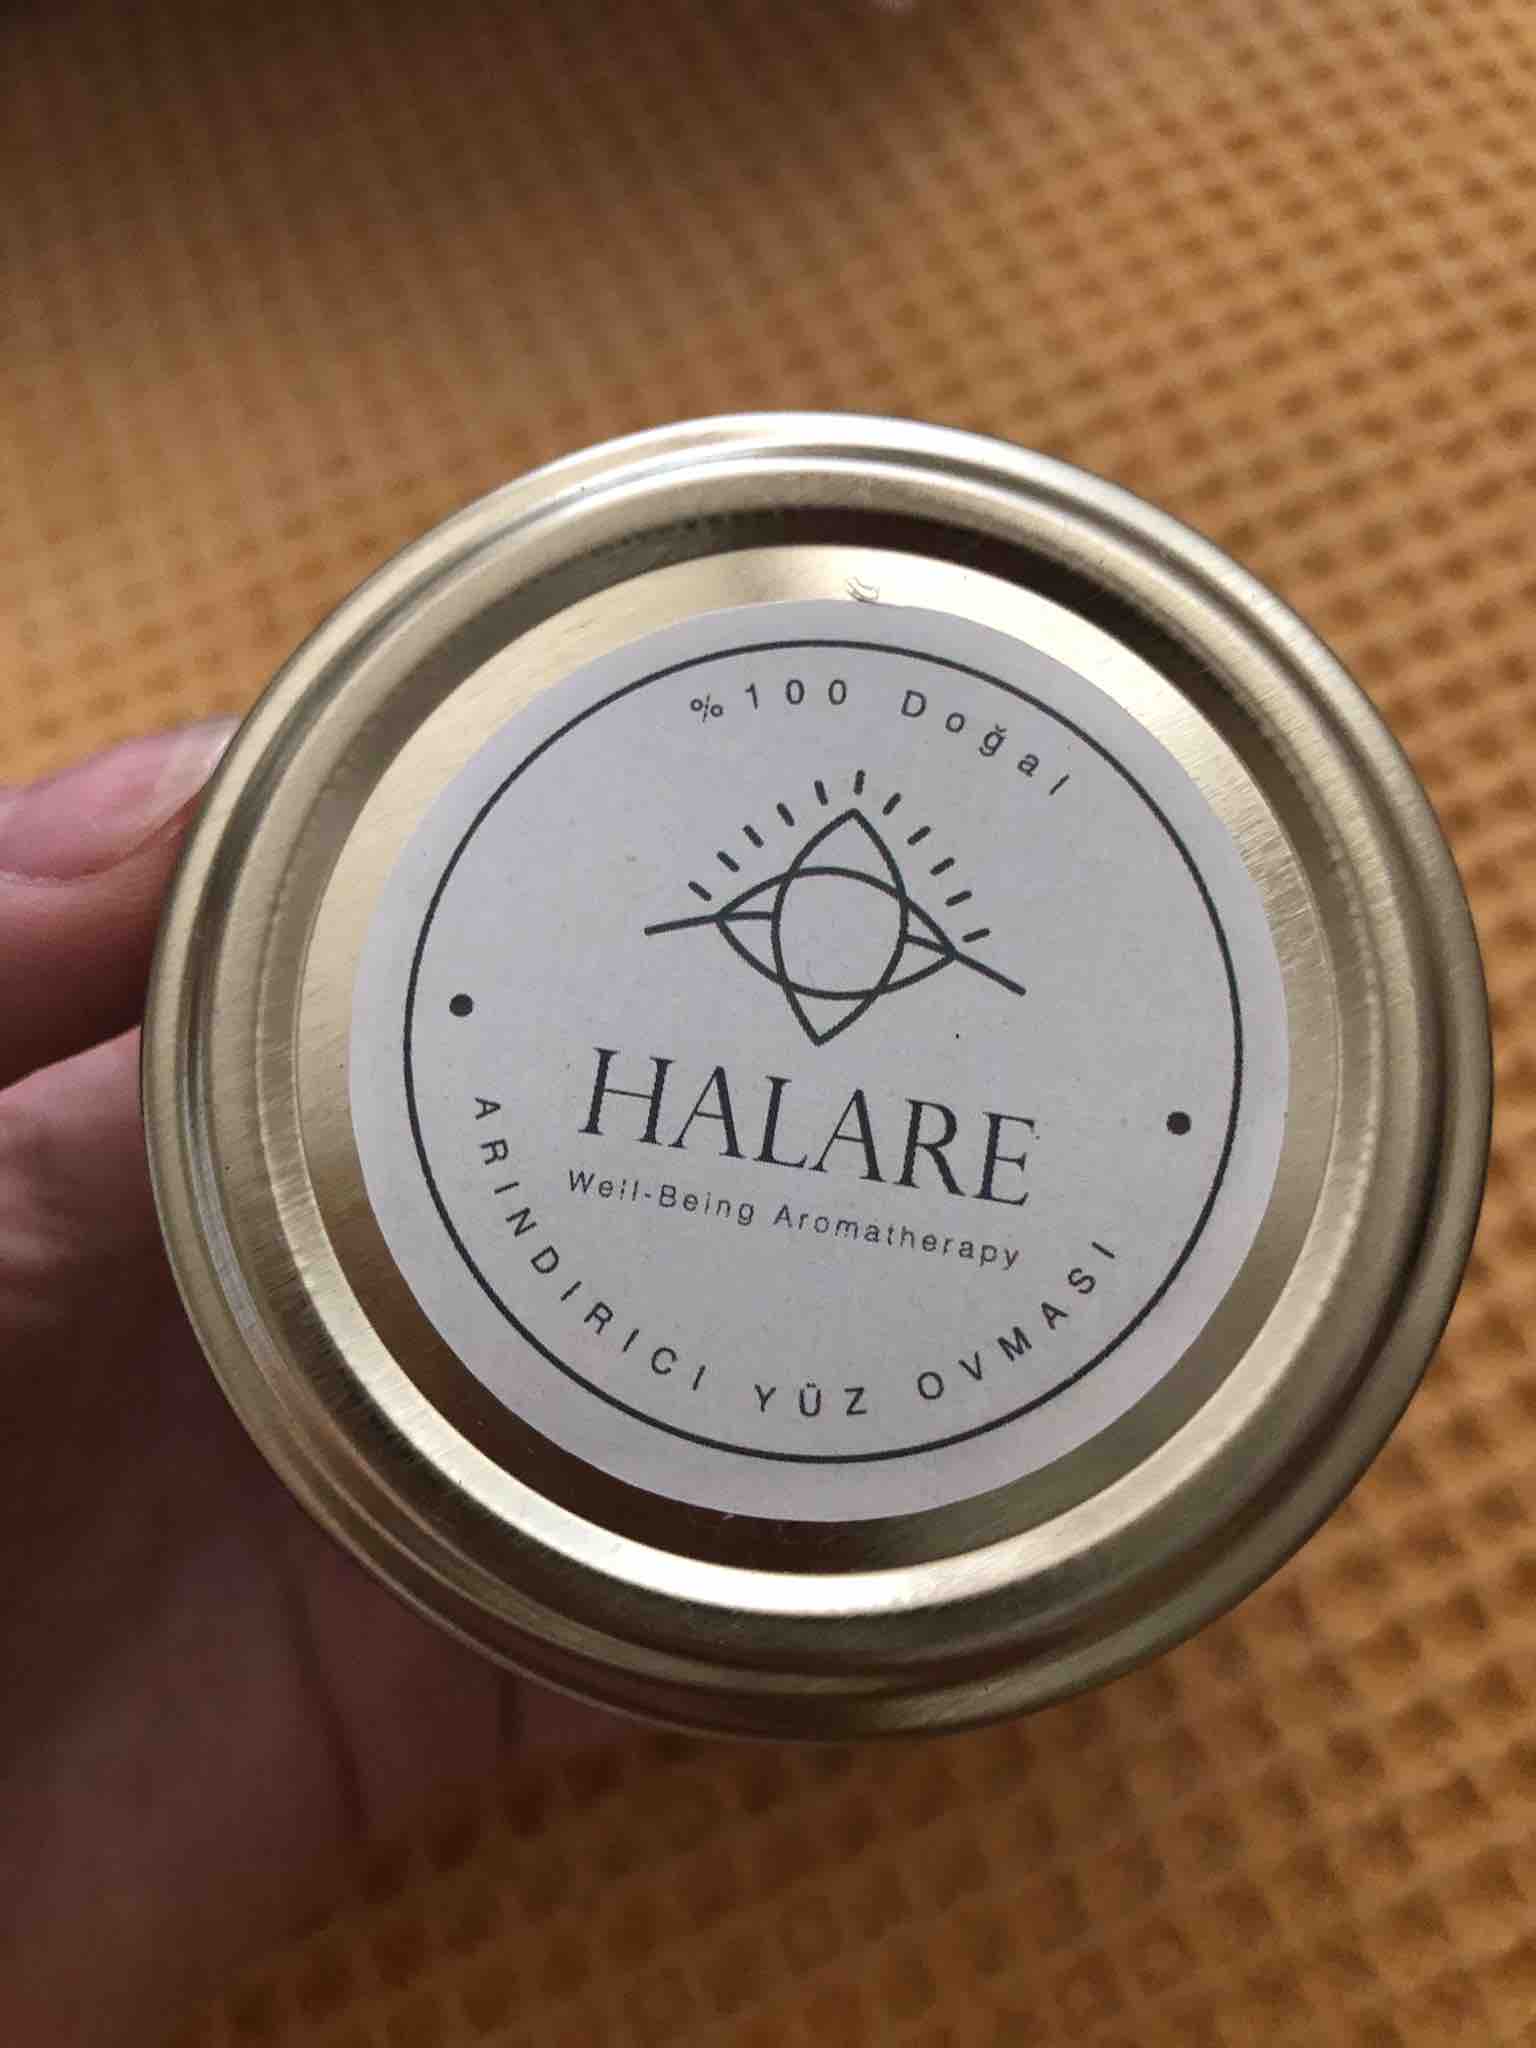 %100 Doğal
HALARE
Well-Being Aromatherapy
ARINDIRICI YÜZ OVMASI